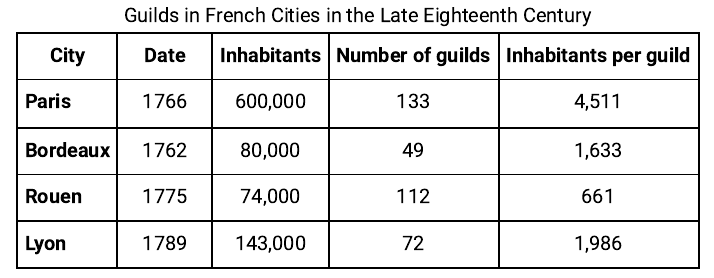 Guilds in French Cities in the Late Eighteenth Century
City Date Inhabitants Number of guilds Inhabitants per guild
Paris 1766 600,000 133 4,511
Bordeaux 1762 80,000 49 1,633
Rouen 1775 74,000 112 661
Lyon 1789 143,000 72 1,986